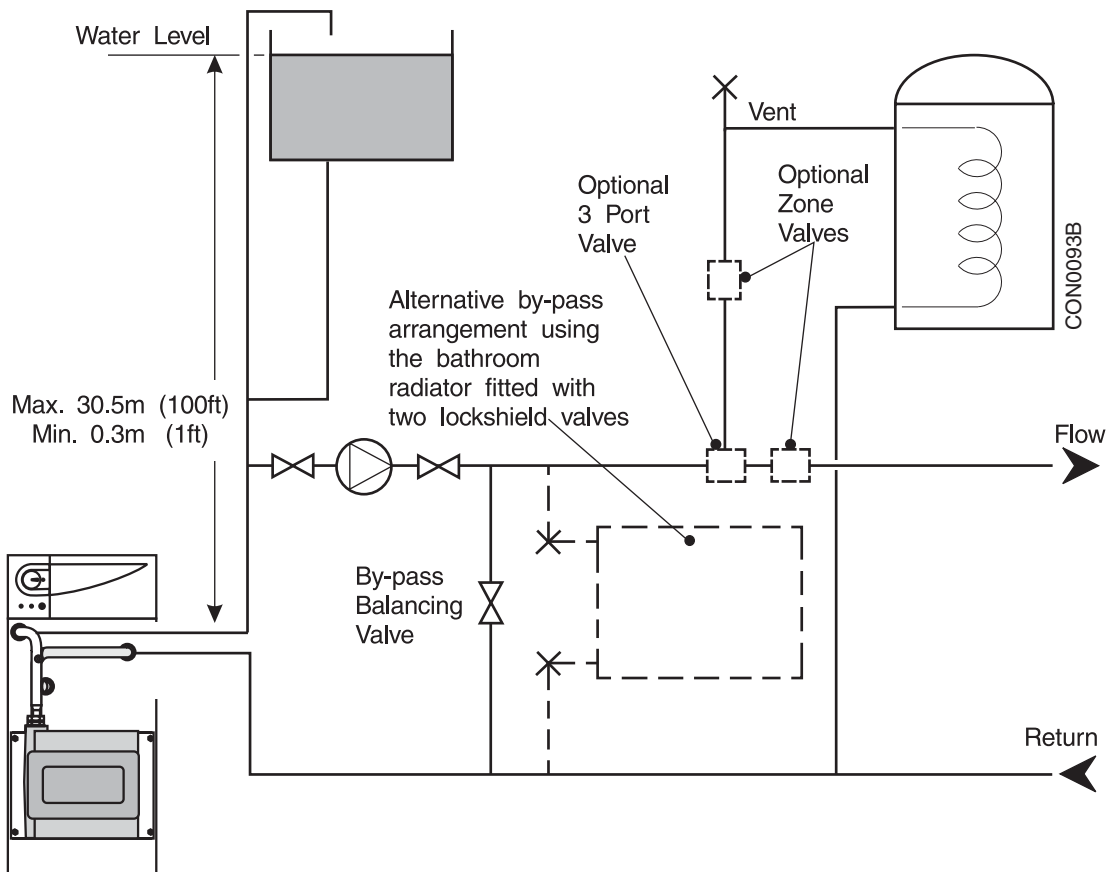 Water Level
Vent
Optional
3 Port
Valve
Optional
Zone
Valves
CON0093B
Alternative by-pass
arrangement using
the bathroom
radiator fitted with
two lockshield valves
Max. 30.5m (100ft)
Min. 0.3m (1ft)
Flow
By-pass
Balancing
Valve
Return